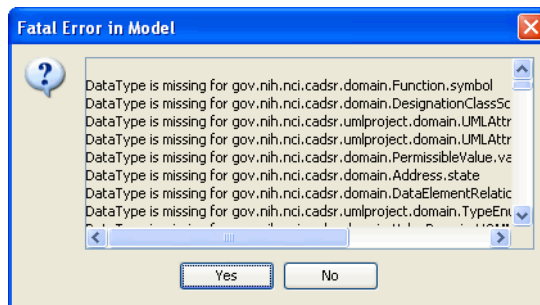 Fatal Error in Model
DataType is missing for gov.nih.nci.cadsr.domain.Function.symbol
DataType is missing for gov.nih.nci.cadsr.domain.DesignationClassSc
DataType is missing for gov.nih.nci.cadsr.umlproject.domain.UMLAttr
DataType is missing for gov.nih.nci.cadsr.umlproject.domain.UMLAttr
DataType is missing for gov.nih.nci.cadsr.domain.PermissibleValue.va
DataType is missing for gov.nih.nci.cadsr.domain.Address.state
DataType is missing for gov.nih.nci.cadsr.domain.DataElementRelatio
DataType is missing for gov.nih.nci.cadsr.umlproject.domain.TypeEnu
Yes
No